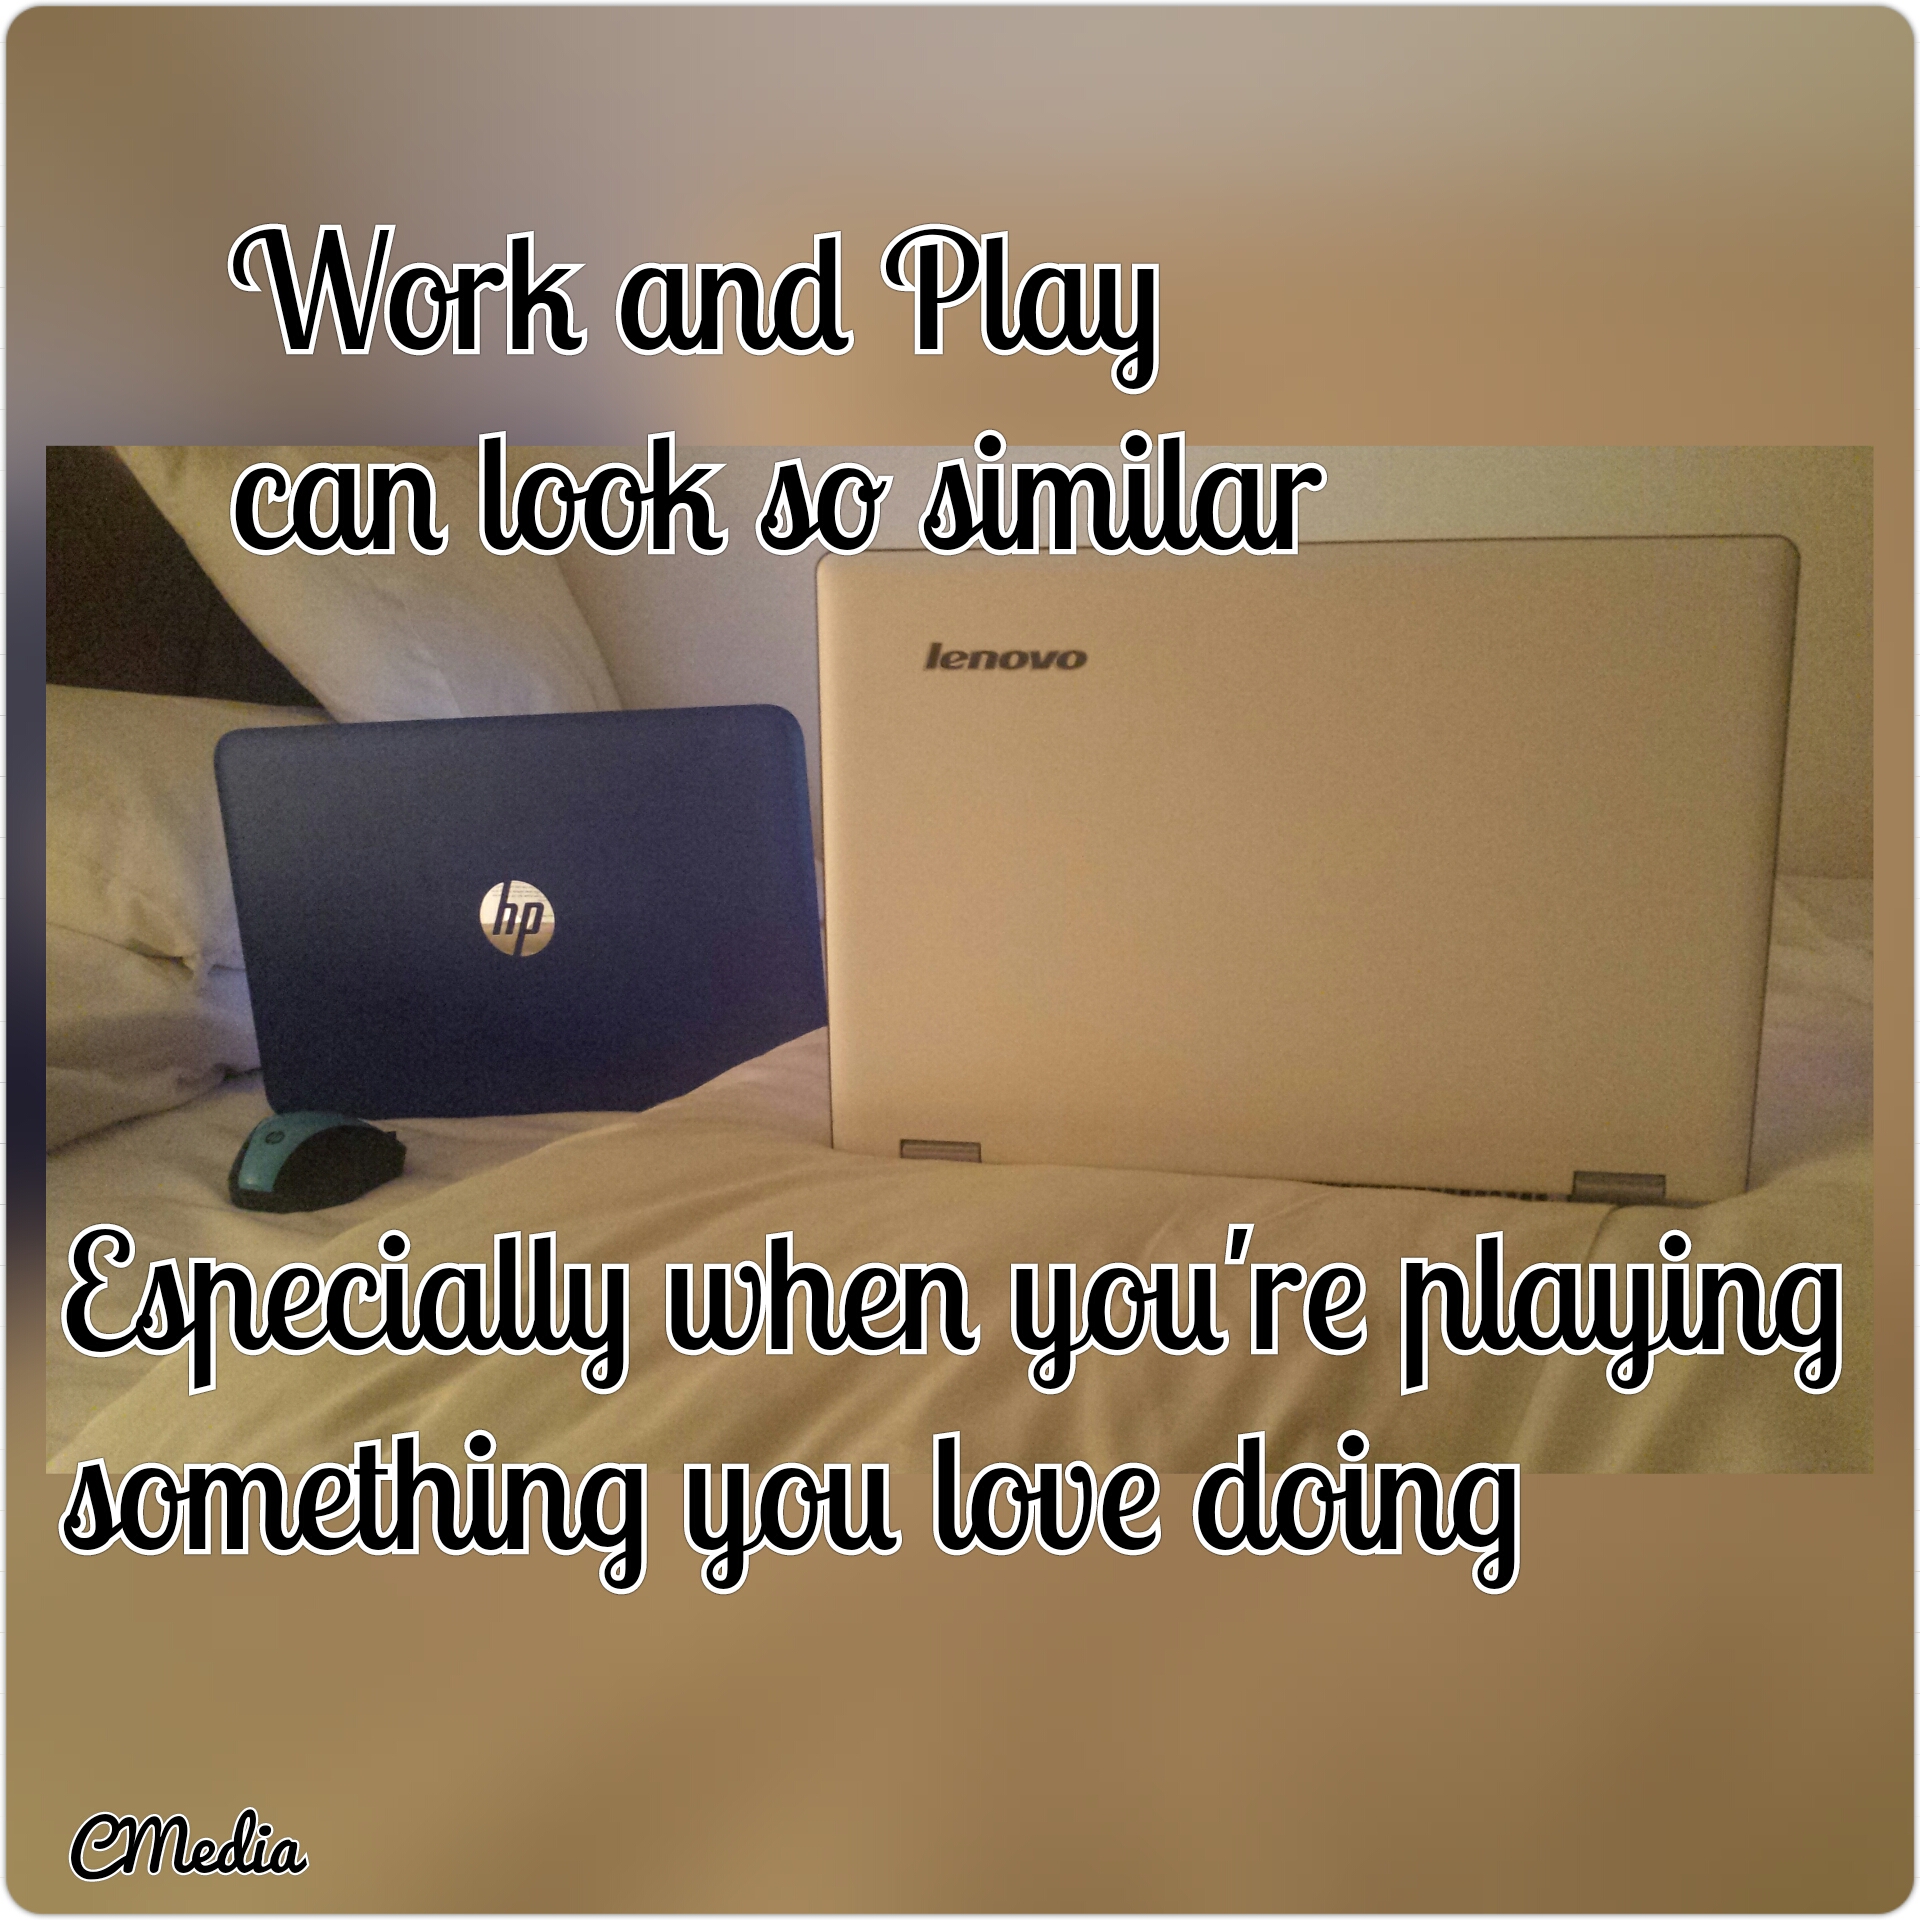 Work and Play
can look so similar
lenovo
hp
Especially when you're playing
something you love doing
CMedia